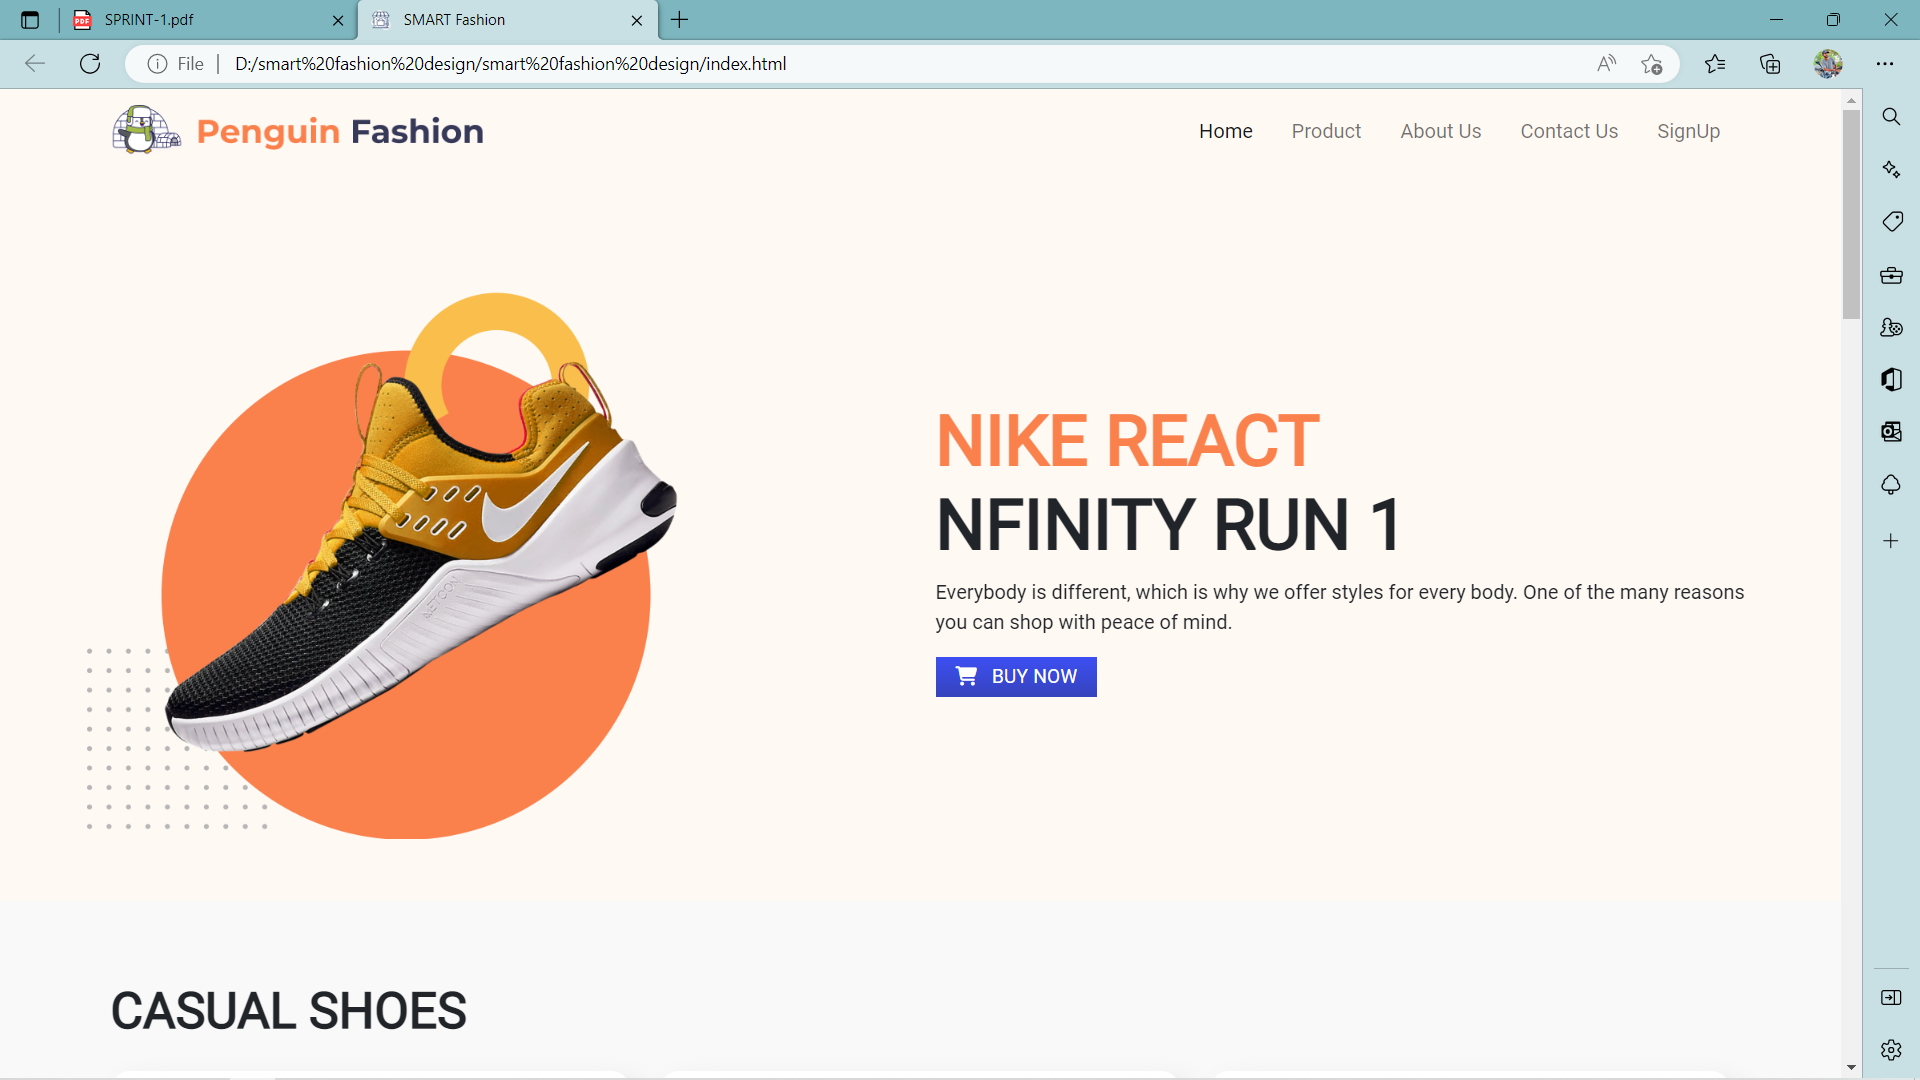 SPRINT-1.pdf
SMART Fashion
File
D:/smart%20fashion%20design/smart%20fashion%20design/index.html
Penguin Fashion
Home
Product
About Us
Contact Us
SignUp
METCON
NIKE REACT
NFINITY RUN 1
Everybody is different, which is why we offer styles for every body. One of the many reasons
you can shop with peace of mind.
BUY NOW
CASUAL SHOES